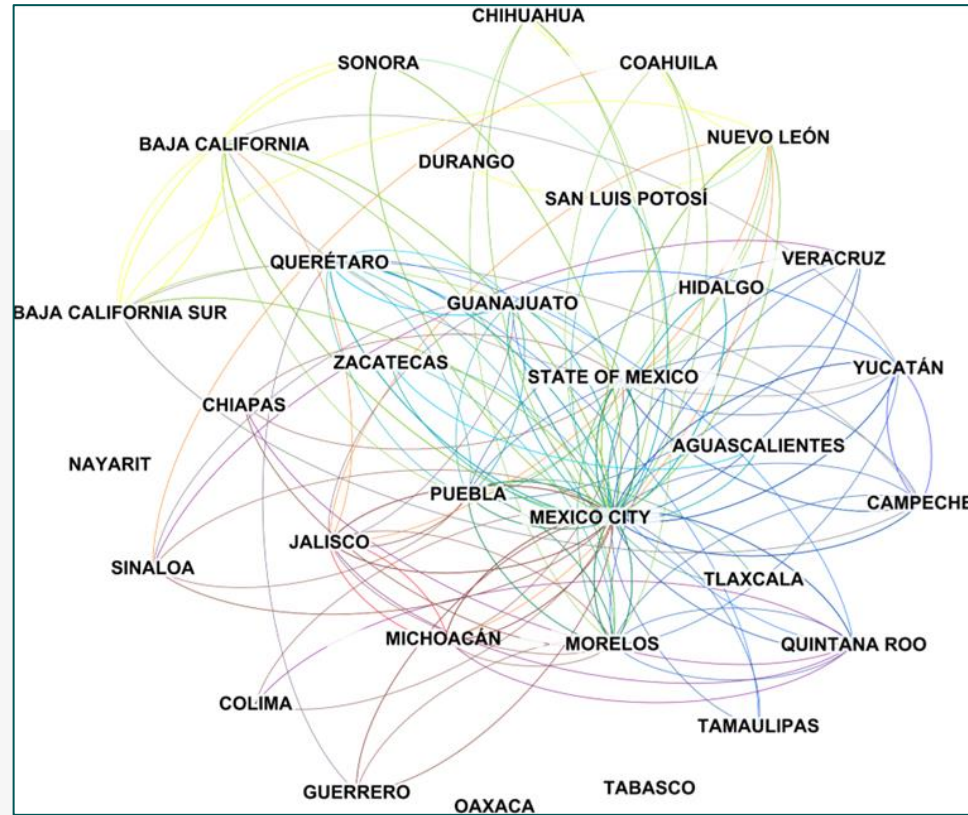 CHIHUAHUA
SONORA
COAHUILA
BAJA CALIFORNIA
NUEVO LEÓN
DURANGO
SAN LUIS POTOSÍ
QUERÉTARO
VERACRUZ
HIDALGO
GUANAJUATO
BAJA CALIFORNIA SUR
ZACATECAS
YUCATÁN
STATE OF MEXICO
CHIAPAS
AGUASCALIENTES
NAYARIT
PUEBLA
CAMPECHE
MEXICO CITY
JALISCO
SINALOA
TLAXCALA
MICHOACÁN
MORELOS
QUINTANA ROO
COLIMA
TAMAULIPAS
GUERRERO
TABASCO
OAXACA